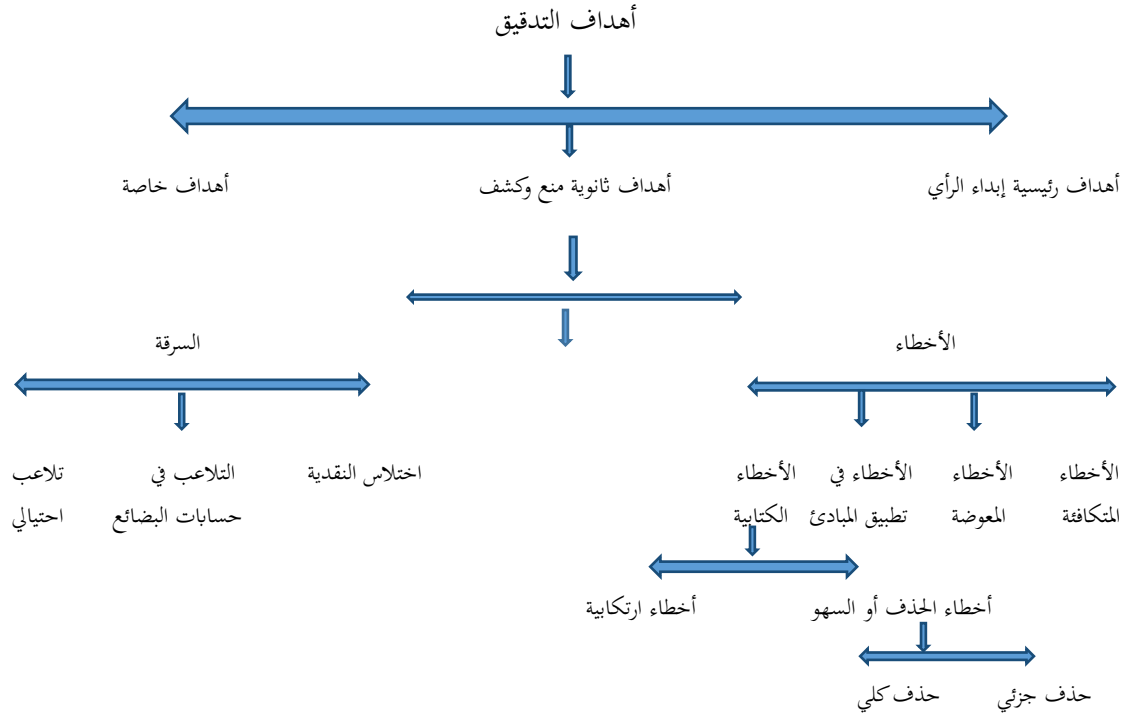 أهداف التدقيق
أهداف رئيسية إبداء الرأي
أهداف ثانوية منع وكشف
أهداف خاصة
الأخطاء
السرقة
الأخطاء
المتكافئة
الأخطاء
المعوضة
الأخطاء في
تطبيق المبادئ
الأخطاء
الكتابية
اختلاس النقدية
التلاعب في
حسابات البضائع
تلاعب
احتيالي
أخطاء الحذف أو السهو
أخطاء ارتكابية
حذف جزئي
حذف كلي